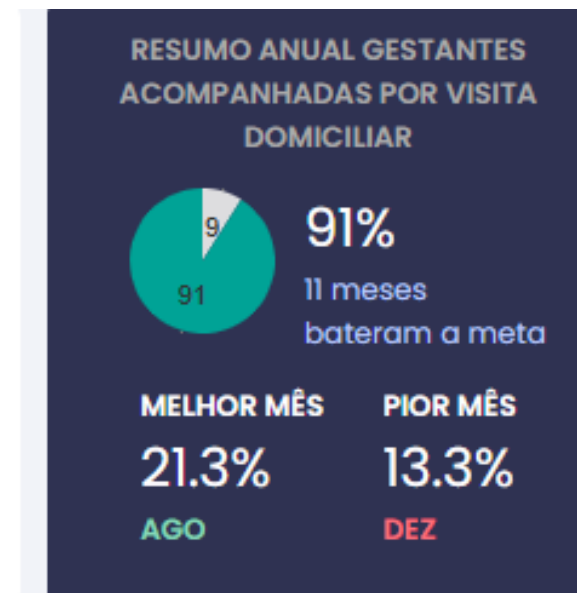 RESUMO ANUAL GESTANTES
ACOMPANHADAS POR VISITA
DOMICILIAR
9
91
91%
11 meses
bateram a meta
MELHOR MÊS
PIOR MÊS
21.3%
13.3%
AGO
DEZ